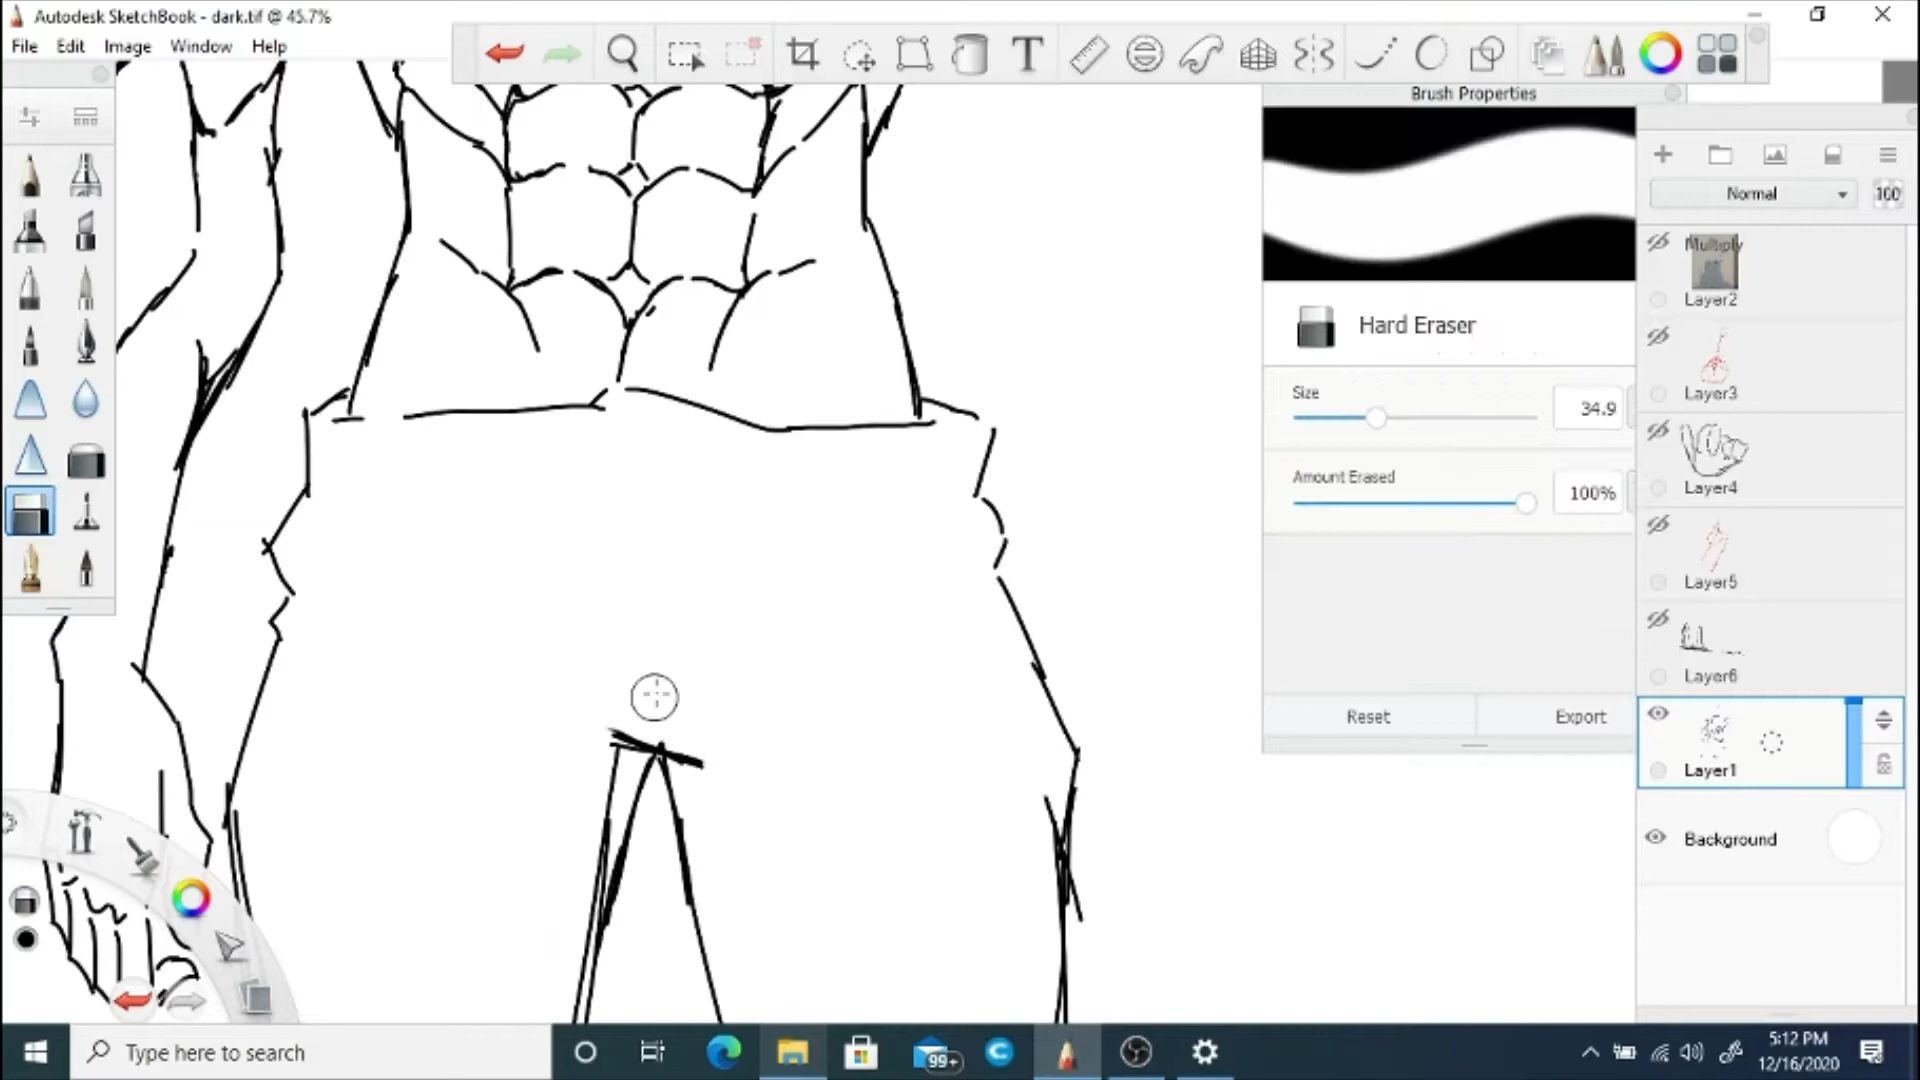 Autodesk SketchBook - dark.tif @ 45.7%
File Edit Image Window Help
T
Brush Properties
Normal 100
Multiply
Layer2
Hard Eraser
Layer3
Size
34.9
Amount Erased
100%
Layer4
Layer5
Layer6
Reset Export
Layer1
Background
Type here to search
99+
5:12 PM
12/16/2020